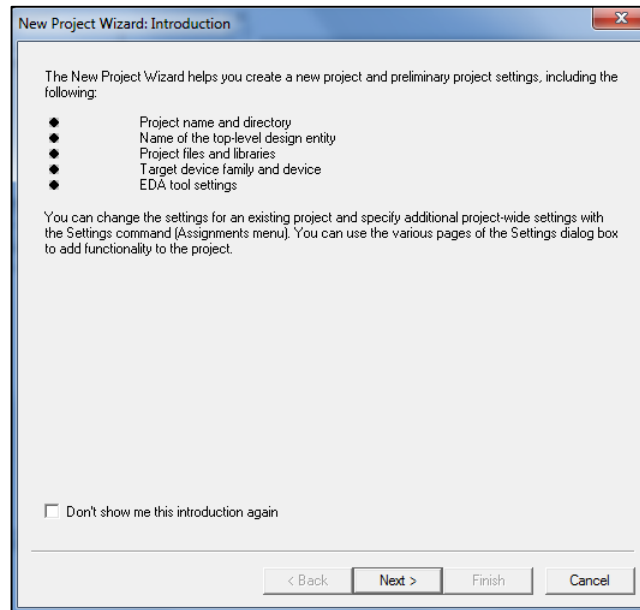 New Project Wizard: Introduction
The New Project Wizard helps you create a new project and preliminary project settings, including the
following:
Project name and directory
Name of the top-level design entity
Project files and libraries
Target device family and device
EDA tool settings
You can change the settings for an existing project and specify additional project-wide settings with
the Settings command (Assignments menu). You can use the various pages of the Settings dialog box
to add functionality to the project.
Don't show me this introduction again
< Back Next > Finish Cancel